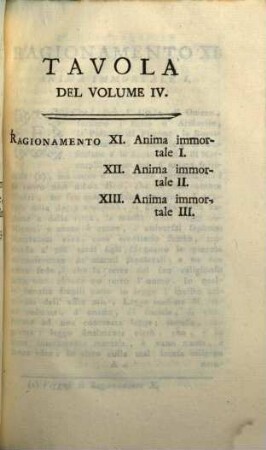 TAVOLA
DEL VOLUME IV.
RAGIONAMENTO XI. Anima immor-
tale I.
XII. Anima immor-
tale II.
XIII. Anima immor-
tale III.